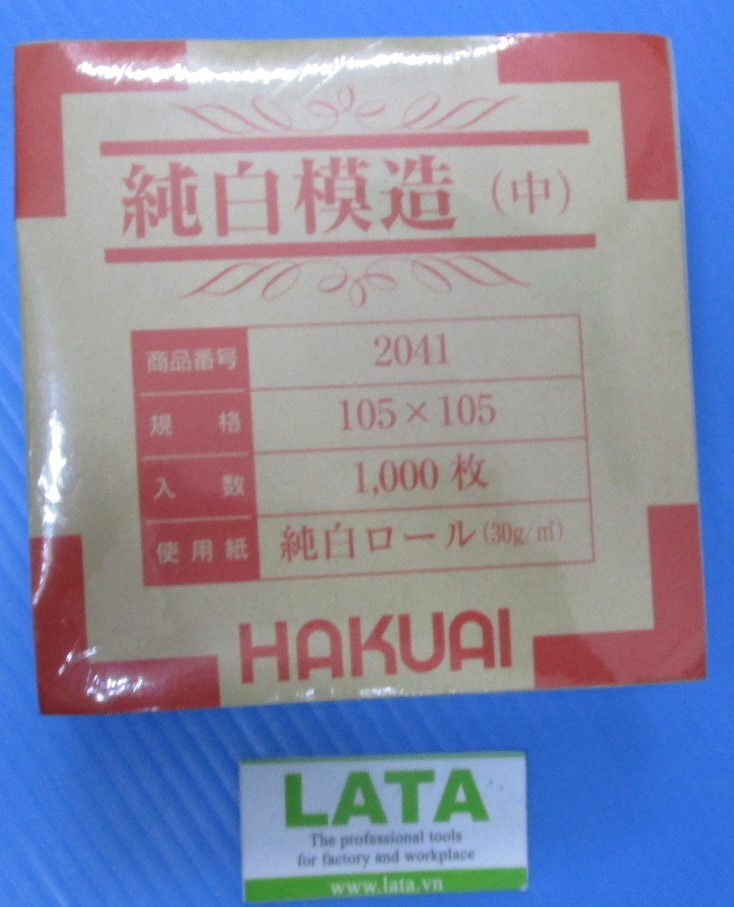 純白模造(中)
商品番号 2041
規格 105×105
入数 1,000 枚
使用紙 純白ロール(30g/㎡)
HAKUAI
LATA
The professional tools
for factory and workplace
www.lata.vn